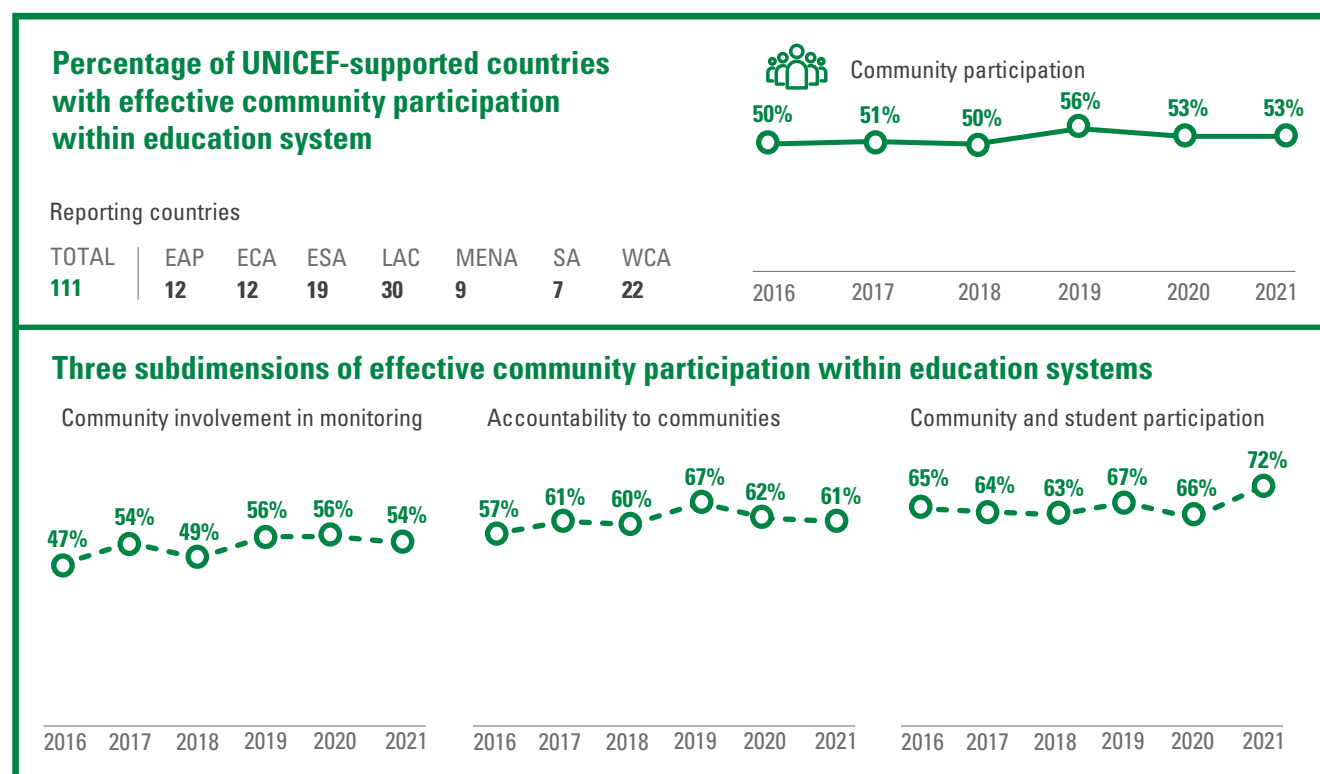 Percentage of UNICEF-supported countries
with effective community participation
within education system
Reporting countries
TOTAL EAP ECA ESA LAC MENA SA WCA
111 12 12 19 30 9 7 22
Community participation
50% 51% 50% 56% 53% 53%
2016 2017 2018 2019 2020 2021
Three subdimensions of effective community participation within education systems
Community involvement in monitoring
47% 54% 49% 56% 56% 54%
2016 2017 2018 2019 2020 2021
Accountability to communities
57% 61% 60% 67% 62% 61%
2016 2017 2018 2019 2020 2021
Community and student participation
65% 64% 63% 67% 66% 72%
2016 2017 2018 2019 2020 2021